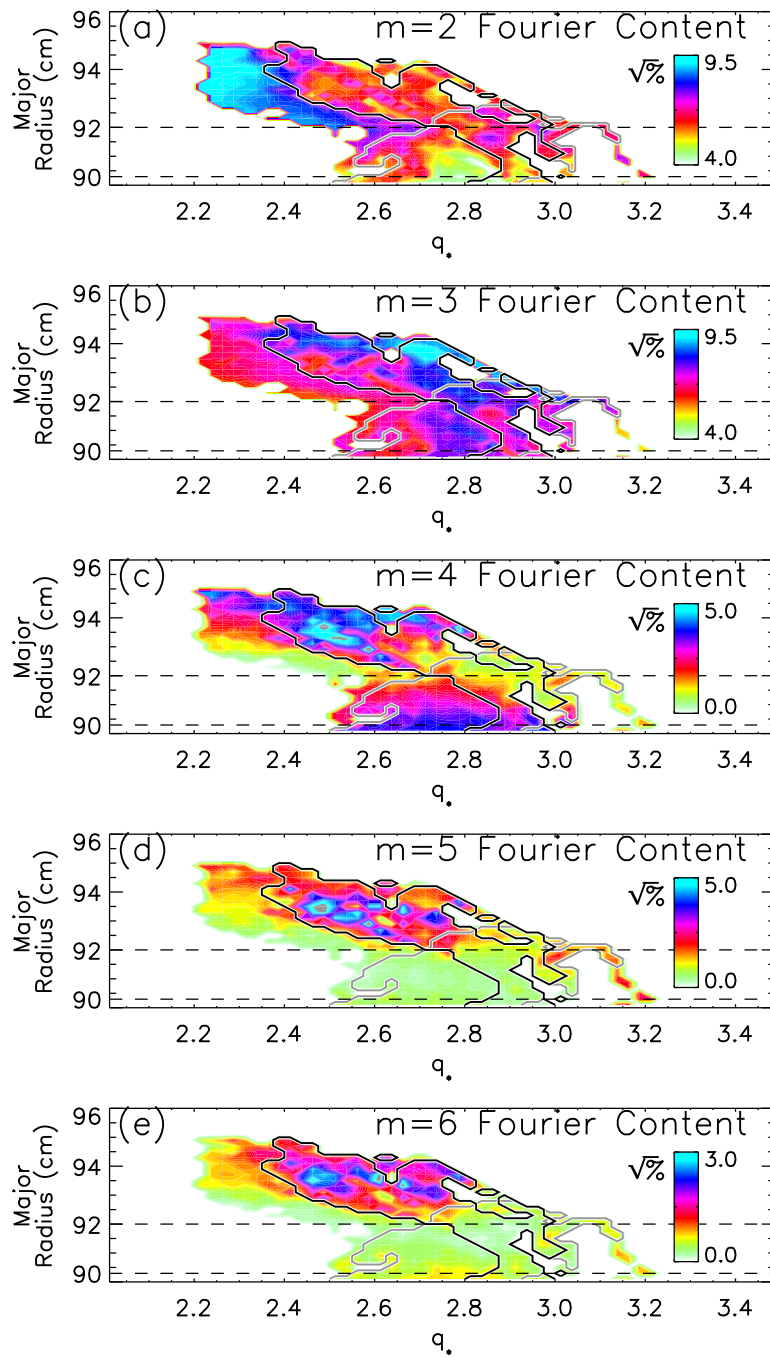 (a) m=2 Fourier Content
√% 9.5
4.0
Major
Radius (cm)
96
94
92
90
2.2 2.4 2.6 2.8 3.0 3.2 3.4
q*
(b) m=3 Fourier Content
√% 9.5
4.0
Major
Radius (cm)
96
94
92
90
2.2 2.4 2.6 2.8 3.0 3.2 3.4
q*
(c) m=4 Fourier Content
√% 5.0
0.0
Major
Radius (cm)
96
94
92
90
2.2 2.4 2.6 2.8 3.0 3.2 3.4
q*
(d) m=5 Fourier Content
√% 5.0
0.0
Major
Radius (cm)
96
94
92
90
2.2 2.4 2.6 2.8 3.0 3.2 3.4
q*
(e) m=6 Fourier Content
√% 3.0
0.0
Major
Radius (cm)
96
94
92
90
2.2 2.4 2.6 2.8 3.0 3.2 3.4
q*